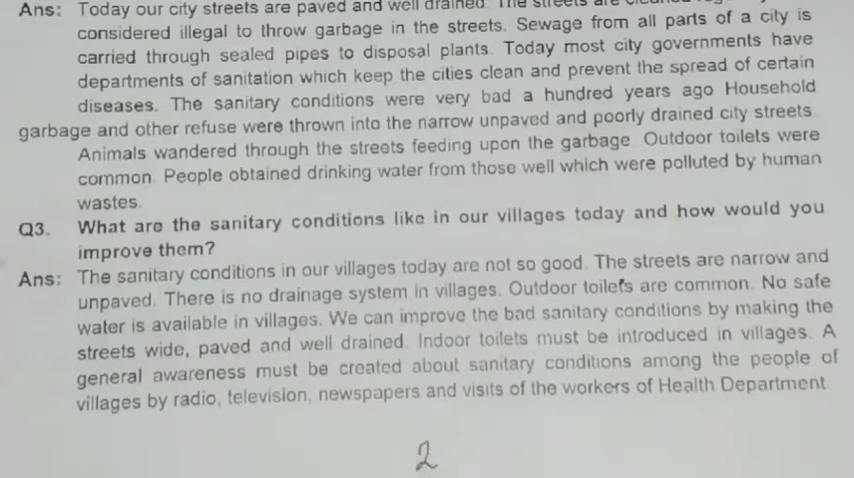 Ans: Today our city streets are paved and well drained. The streets are
considered illegal to throw garbage in the streets. Sewage from all parts of a city is
carried through sealed pipes to disposal plants. Today most city governments have
departments of sanitation which keep the cities clean and prevent the spread of certain
diseases. The sanitary conditions were very bad a hundred years ago Household
garbage and other refuse were thrown into the narrow unpaved and poorly drained city streets
Animals wandered through the streets feeding upon the garbage. Outdoor toilets were
common. People obtained drinking water from those well which were polluted by human
wastes.
Q3. What are the sanitary conditions like in our villages today and how would you
improve them?
Ans: The sanitary conditions in our villages today are not so good. The streets are narrow and
unpaved. There is no drainage system in villages. Outdoor toilets are common. No safe
water is available in villages. We can improve the bad sanitary conditions by making the
streets wide, paved and well drained. Indoor toilets must be introduced in villages. A
general awareness must be created about sanitary conditions among the people of
villages by radio, television, newspapers and visits of the workers of Health Department
2